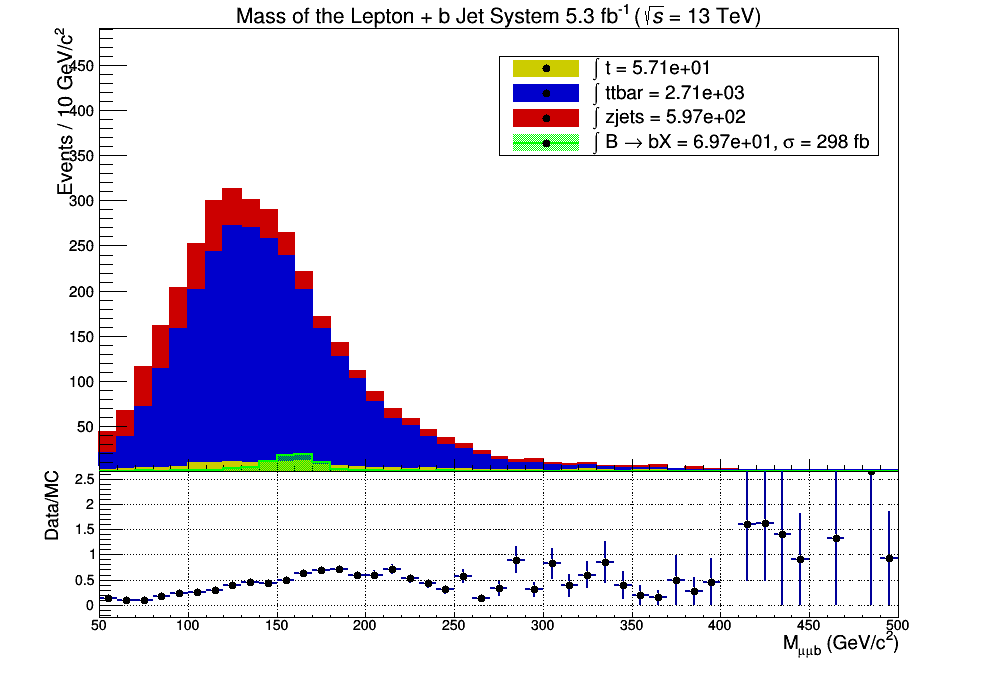 Mass of the Lepton + b Jet System 5.3 fb⁻¹ (√s = 13 TeV)
Events / 10 GeV/c²
450
400
350
300
250
200
150
100
50
∫ t = 5.71e+01
∫ ttbar = 2.71e+03
∫ zjets = 5.97e+02
∫ B → bX = 6.97e+01, σ = 298 fb
Data/MC
2.5
2
1.5
1
0.5
0
50 100 150 200 250 300 350 400 450 500
M_μμb (GeV/c²)